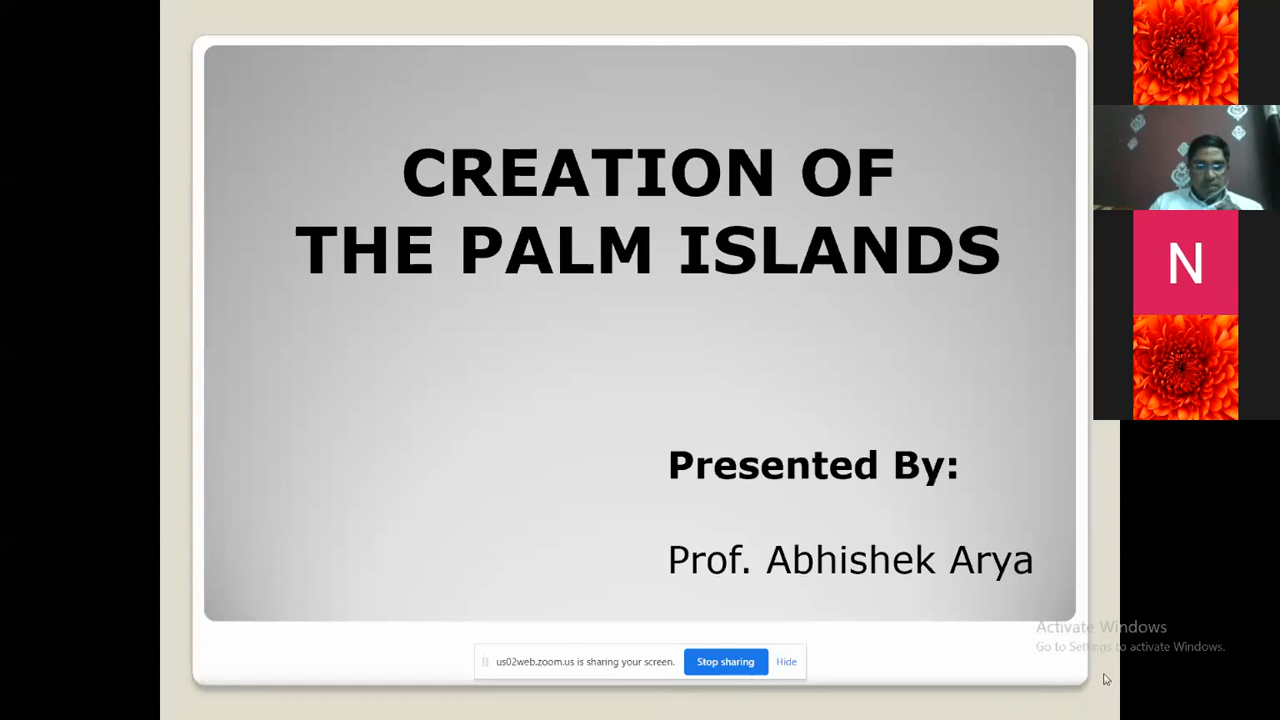 CREATION OF
THE PALM ISLANDS
Presented By:
Prof. Abhishek Arya
N
Activate Windows
Go to Settings to activate Windows.
us02web.zoom.us is sharing your screen.
Stop sharing
Hide